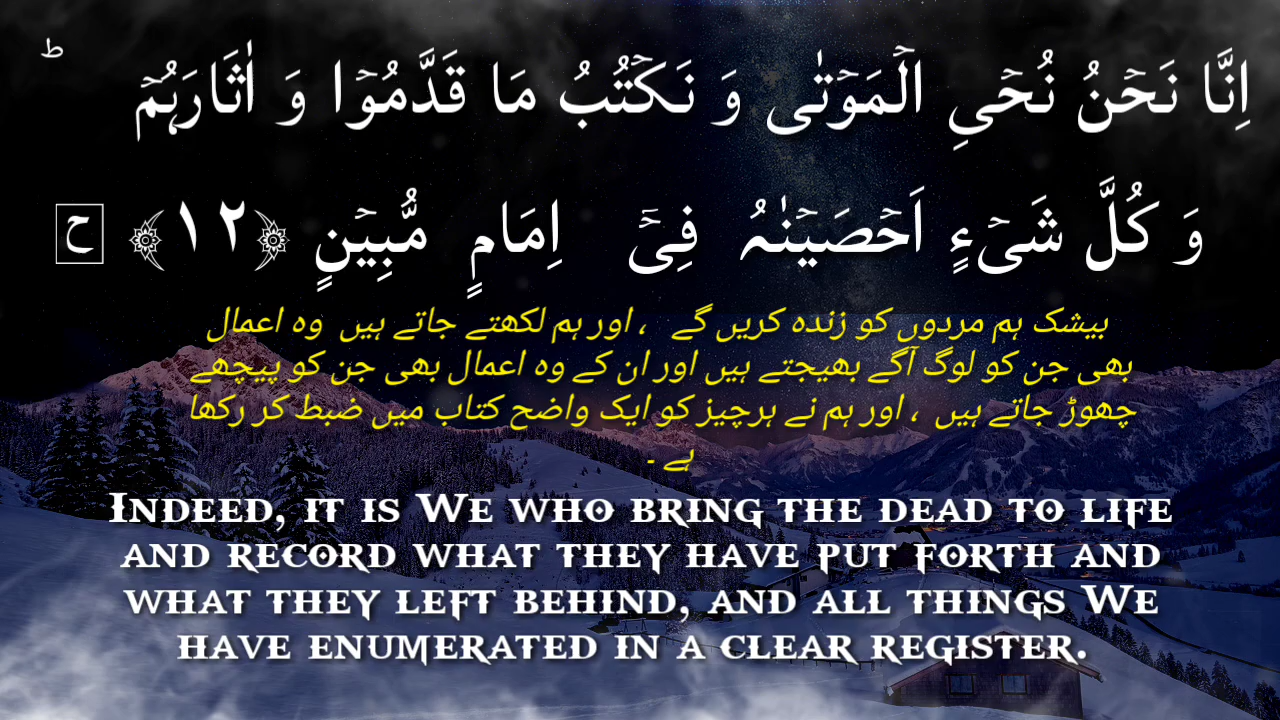 اِنَّا نَحۡنُ نُحۡیِ الۡمَوۡتٰی وَ نَکۡتُبُ مَا قَدَّمُوۡا وَ اٰثَارَہُمۡ ؕ
وَ کُلَّ شَیۡءٍ اَحۡصَیۡنٰہُ فِیۡۤ اِمَامٍ مُّبِیۡنٍ ﴿۱۲﴾ ح
بیشک ہم مردوں کو زندہ کریں گے ، اور ہم لکھتے جاتے ہیں وہ اعمال
بھی جن کو لوگ آگے بھیجتے ہیں اور ان کے وہ اعمال بھی جن کو پیچھے
چھوڑ جاتے ہیں ، اور ہم نے ہرچیز کو ایک واضح کتاب میں ضبط کر رکھا
ہے ۔
Indeed, it is We who bring the dead to life
and record what they have put forth and
what they left behind, and all things We
have enumerated in a clear register.